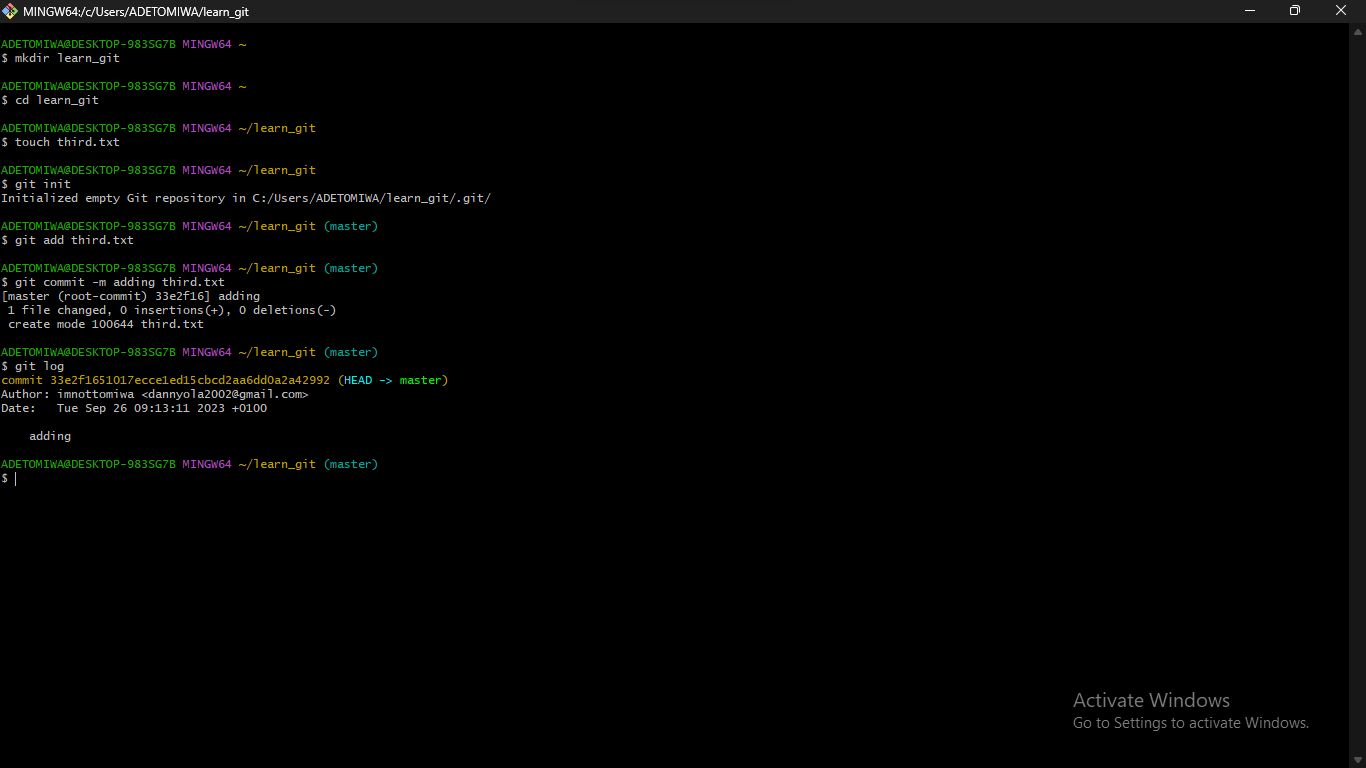 MINGW64:/c/Users/ADETOMIWA/learn_git
ADETOMIWA@DESKTOP-983SG7B MINGW64 ~
$ mkdir learn_git
ADETOMIWA@DESKTOP-983SG7B MINGW64 ~
$ cd learn_git
ADETOMIWA@DESKTOP-983SG7B MINGW64 ~/learn_git
$ touch third.txt
ADETOMIWA@DESKTOP-983SG7B MINGW64 ~/learn_git
$ git init
Initialized empty Git repository in C:/Users/ADETOMIWA/learn_git/.git/
ADETOMIWA@DESKTOP-983SG7B MINGW64 ~/learn_git (master)
$ git add third.txt
ADETOMIWA@DESKTOP-983SG7B MINGW64 ~/learn_git (master)
$ git commit -m adding third.txt
[master (root-commit) 33e2f16] adding
 1 file changed, 0 insertions(+), 0 deletions(-)
 create mode 100644 third.txt
ADETOMIWA@DESKTOP-983SG7B MINGW64 ~/learn_git (master)
$ git log
commit 33e2f1651017ecce1ed15cbcd2aa6dd0a2a42992 (HEAD -> master)
Author: imnottomiwa <dannyola2002@gmail.com>
Date:   Tue Sep 26 09:13:11 2023 +0100
    adding
ADETOMIWA@DESKTOP-983SG7B MINGW64 ~/learn_git (master)
$
Activate Windows
Go to Settings to activate Windows.